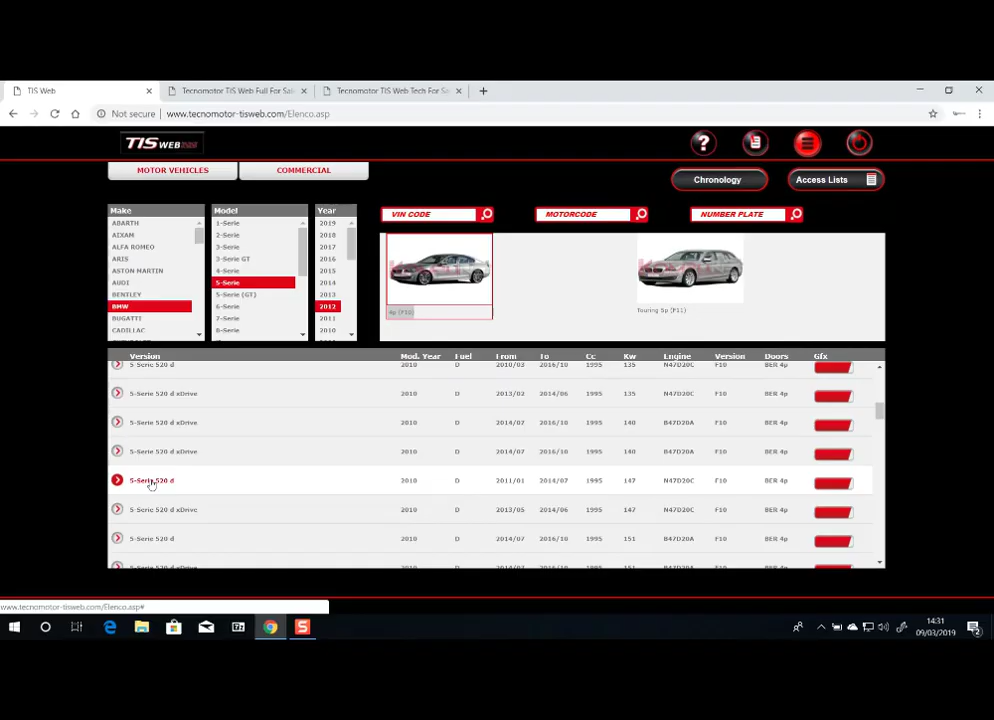 TIS Web
Tecnomotor TIS Web Full For Sale
Tecnomotor TIS Web Tech For Sa
Not secure
www.tecnomotor-tisweb.com/Elenco.asp
TIS WEB
?
MOTOR VEHICLES
COMMERCIAL
Chronology
Access Lists
Make
ABARTH
AIXAM
ALFA ROMEO
ARIS
ASTON MARTIN
AUDI
BENTLEY
BMW
BUGATTI
CADILLAC
Model
1-Serie
2-Serie
3-Serie
3-Serie GT
4-Serie
5-Serie
5-Serie (GT)
6-Serie
7-Serie
8-Serie
Year
2019
2018
2017
2016
2015
2014
2013
2012
2011
2010
VIN CODE
MOTORCODE
NUMBER PLATE
4p (F10)
Touring 5p (F11)
Version Mod. Year Fuel From To Cc Kw Engine Version Doors Gfx
5-Serie 520 d 2010 D 2010/03 2016/10 1995 135 N47D20C F10 BER 4p
5-Serie 520 d xDrive 2010 D 2013/02 2014/06 1995 135 N47D20C F10 BER 4p
5-Serie 520 d xDrive 2010 D 2014/07 2016/10 1995 140 B47D20A F10 BER 4p
5-Serie 520 d xDrive 2010 D 2014/07 2016/10 1995 140 B47D20A F10 BER 4p
5-Serie 520 d 2010 D 2011/01 2014/07 1995 147 N47D20C F10 BER 4p
5-Serie 520 d xDrive 2010 D 2013/05 2014/06 1995 147 N47D20C F10 BER 4p
5-Serie 520 d 2010 D 2014/07 2016/10 1995 151 B47D20A F10 BER 4p
5-Serie 520 d xDrive
www.tecnomotor-tisweb.com/Elenco.asp#
14:31
09/03/2019